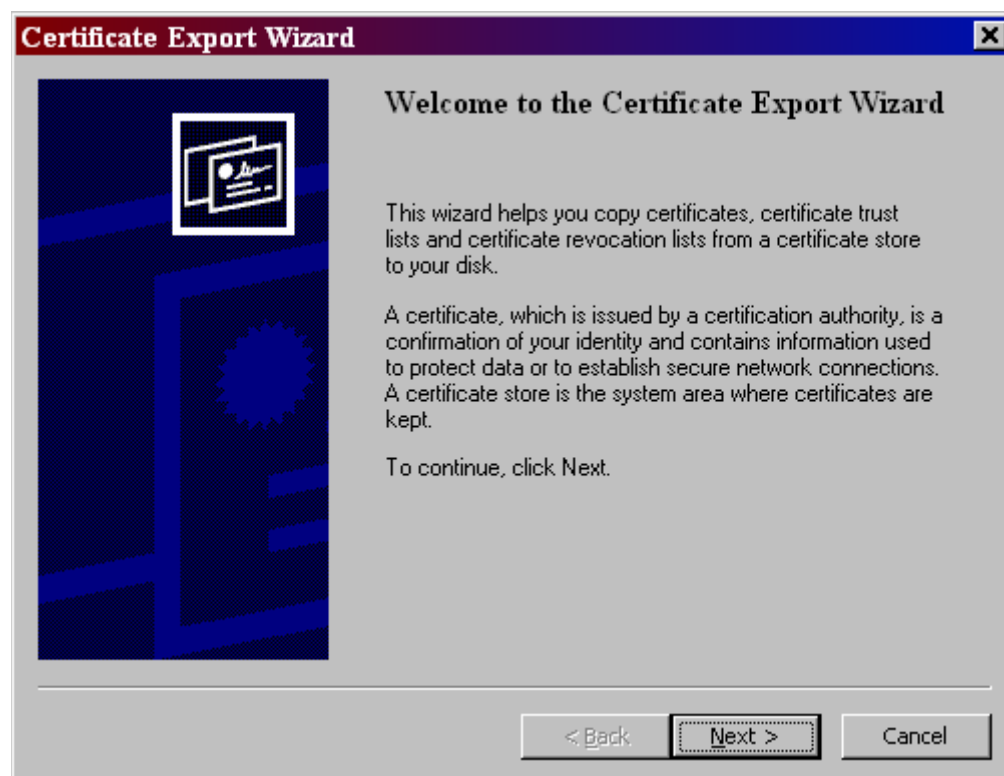 Certificate Export Wizard
Welcome to the Certificate Export Wizard
This wizard helps you copy certificates, certificate trust
lists and certificate revocation lists from a certificate store
to your disk.
A certificate, which is issued by a certification authority, is a
confirmation of your identity and contains information used
to protect data or to establish secure network connections.
A certificate store is the system area where certificates are
kept.
To continue, click Next.
< Back
Next >
Cancel